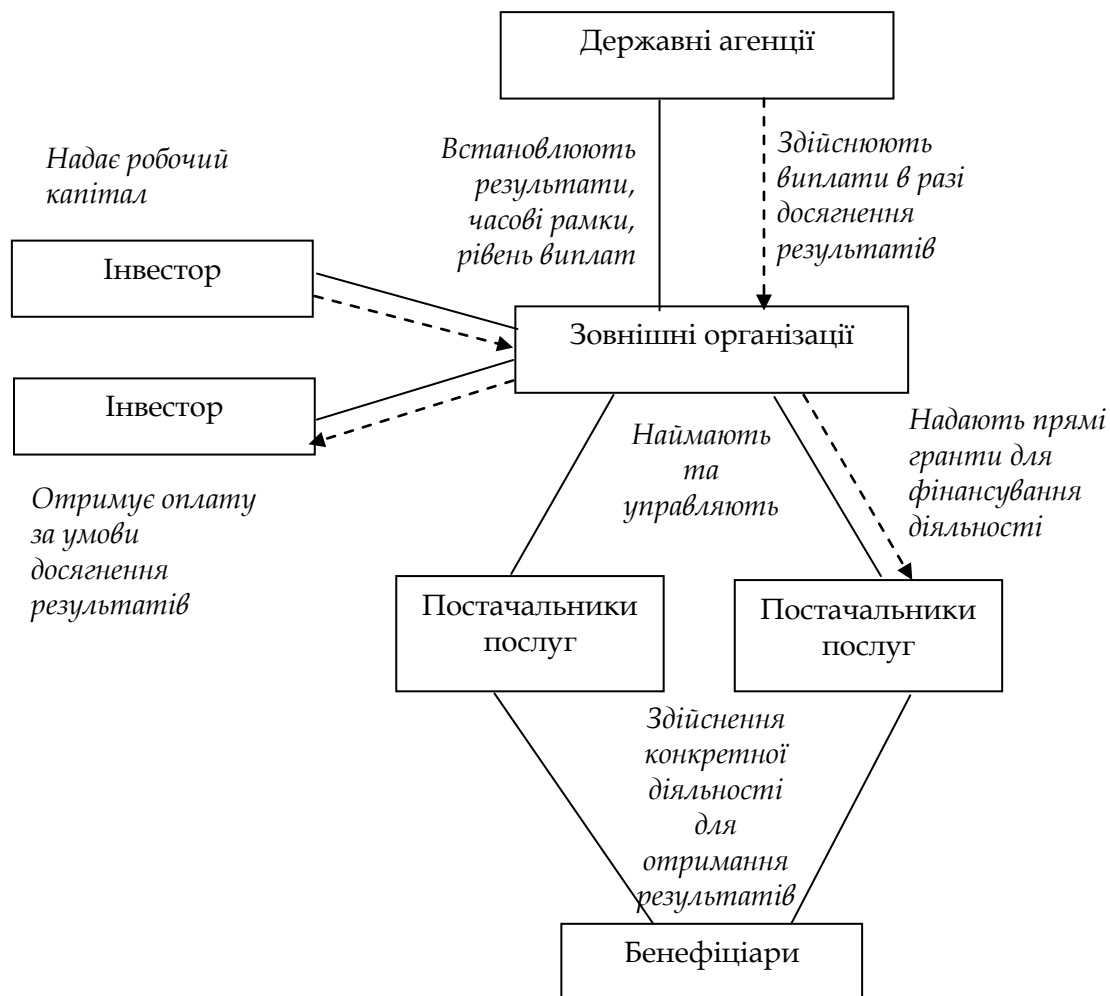 Державні агенції
Надає робочий
капітал
Встановлюють
результати,
часові рамки,
рівень виплат
Здійснюють
виплати в разі
досягнення
результатів
Інвестор
Зовнішні організації
Інвестор
Отримує оплату
за умови
досягнення
результатів
Наймають
та
управляють
Надають прямі
гранти для
фінансування
діяльності
Постачальники
послуг
Постачальники
послуг
Здійснення
конкретної
діяльності
для
отримання
результатів
Бенефіціари